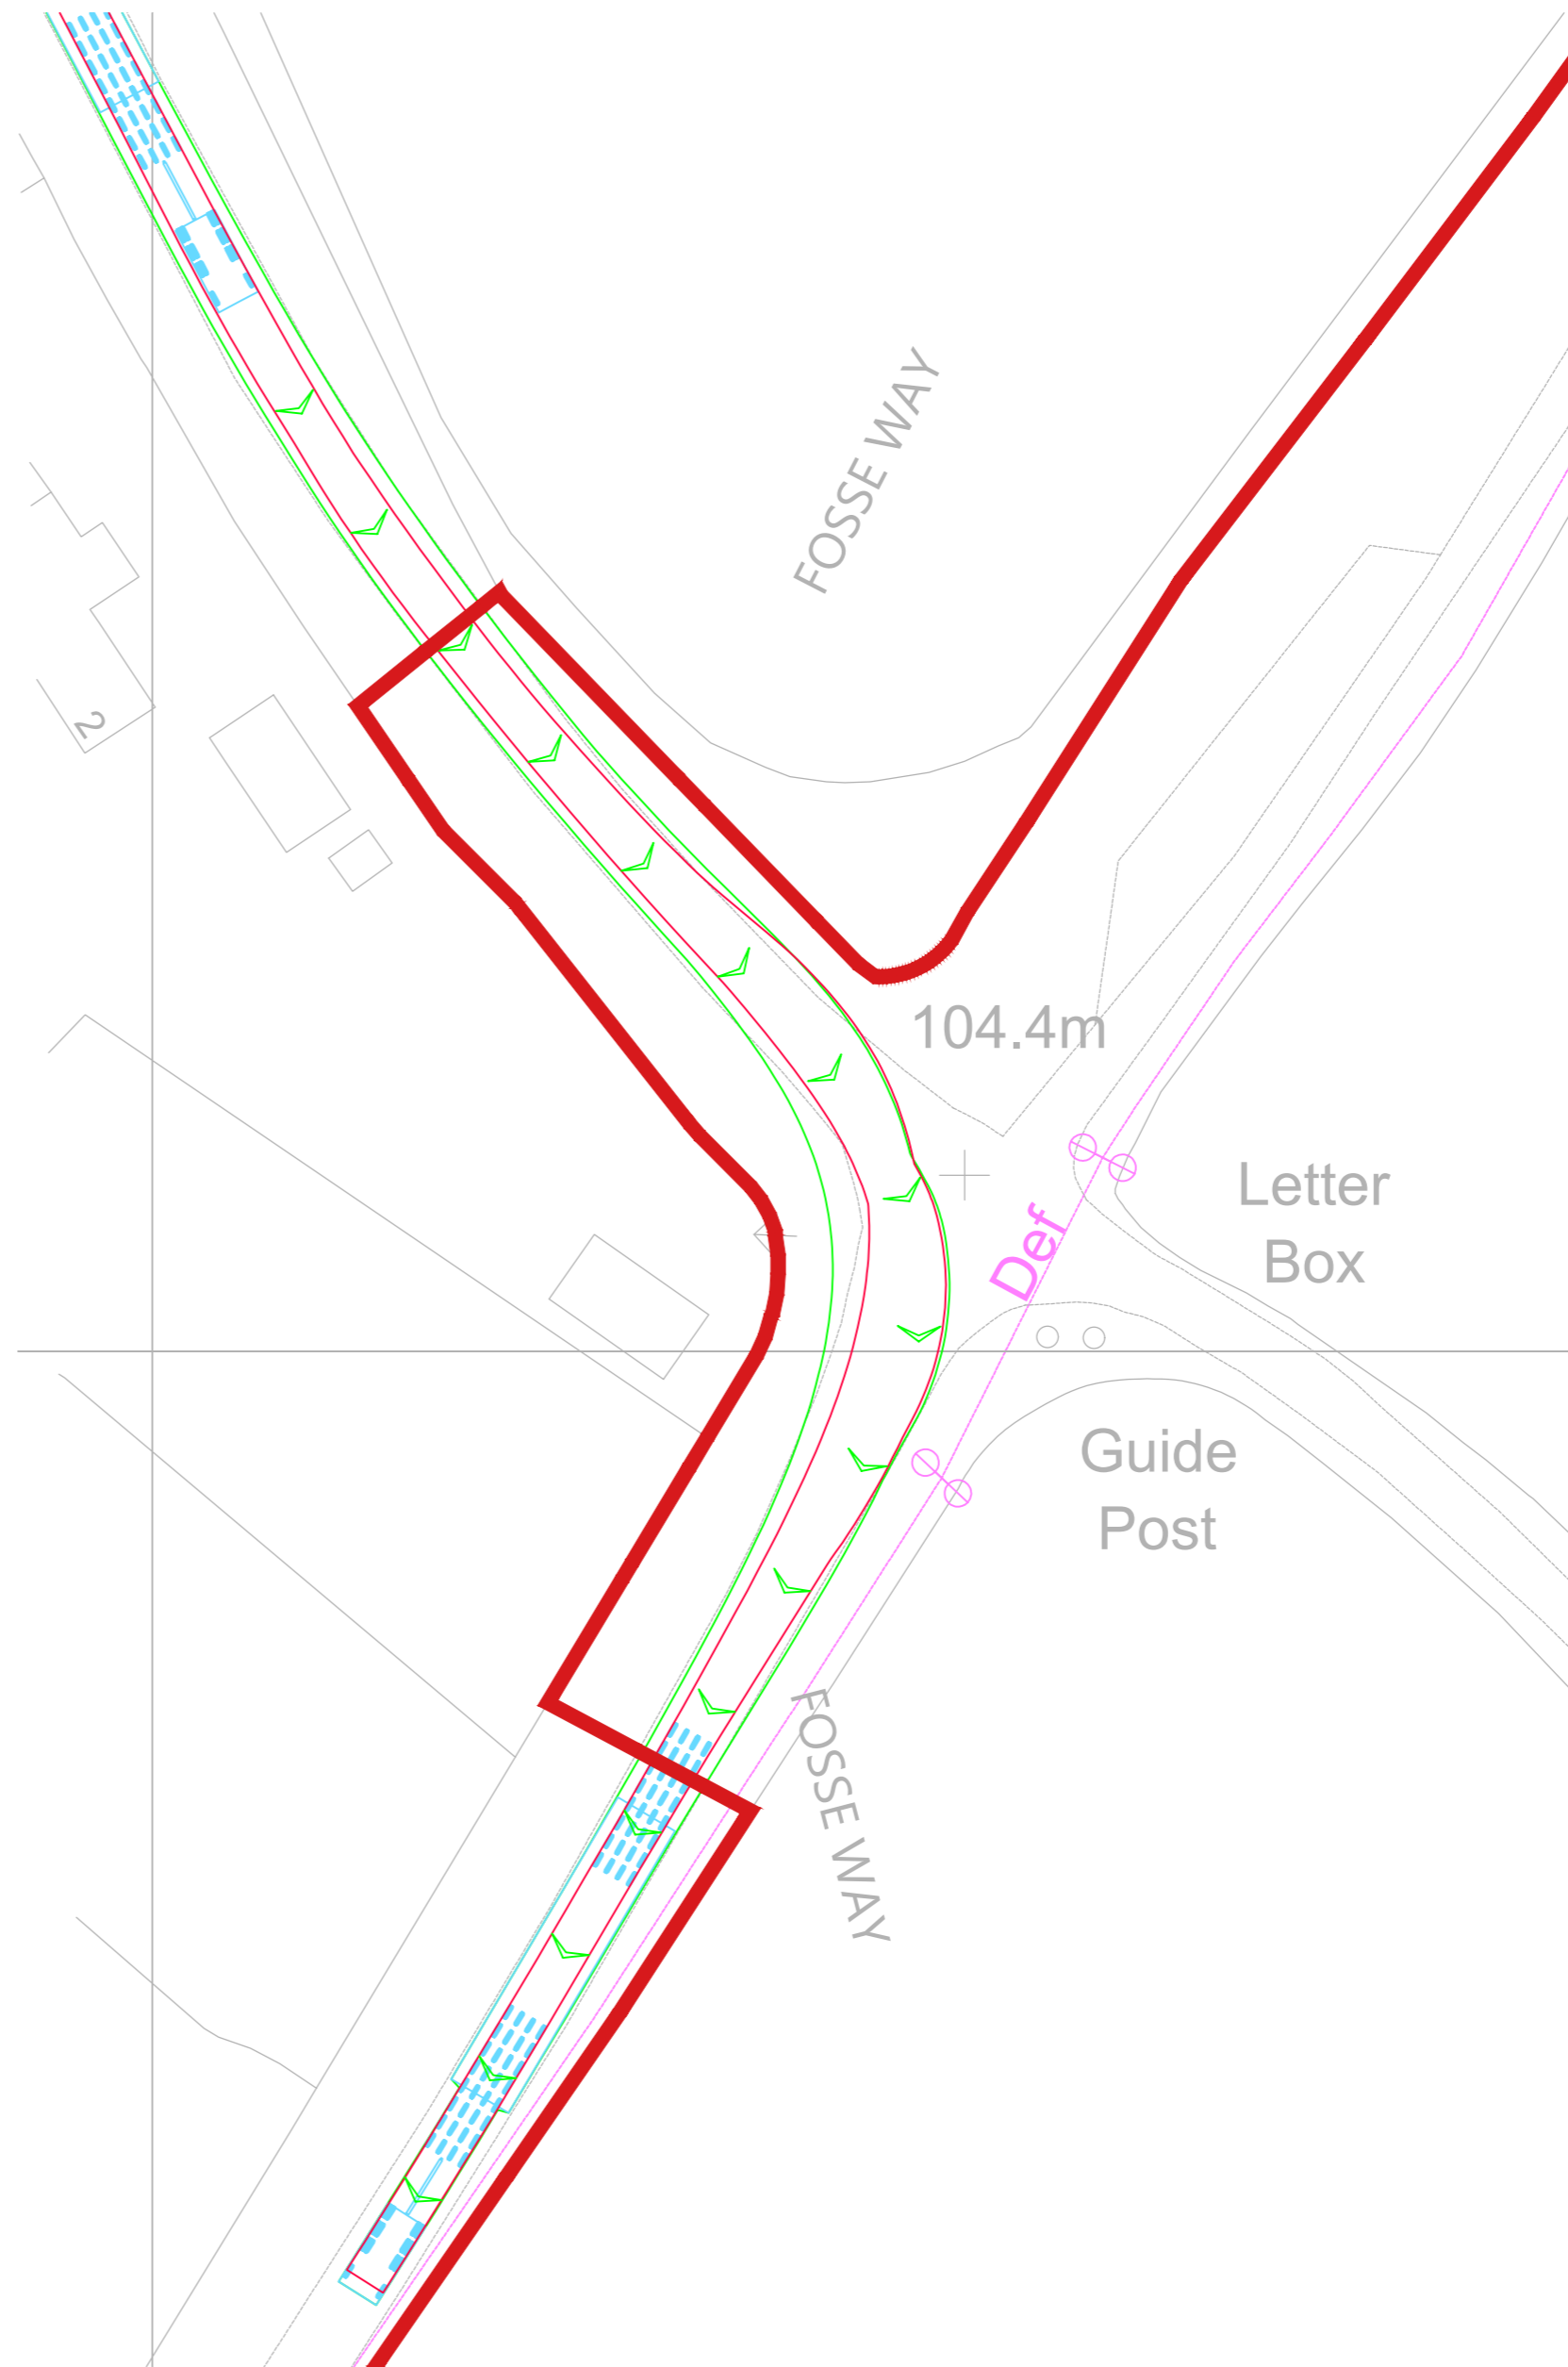 FOSSE WAY
2
104.4m
Letter
Box
Def
Guide
Post
FOSSE WAY